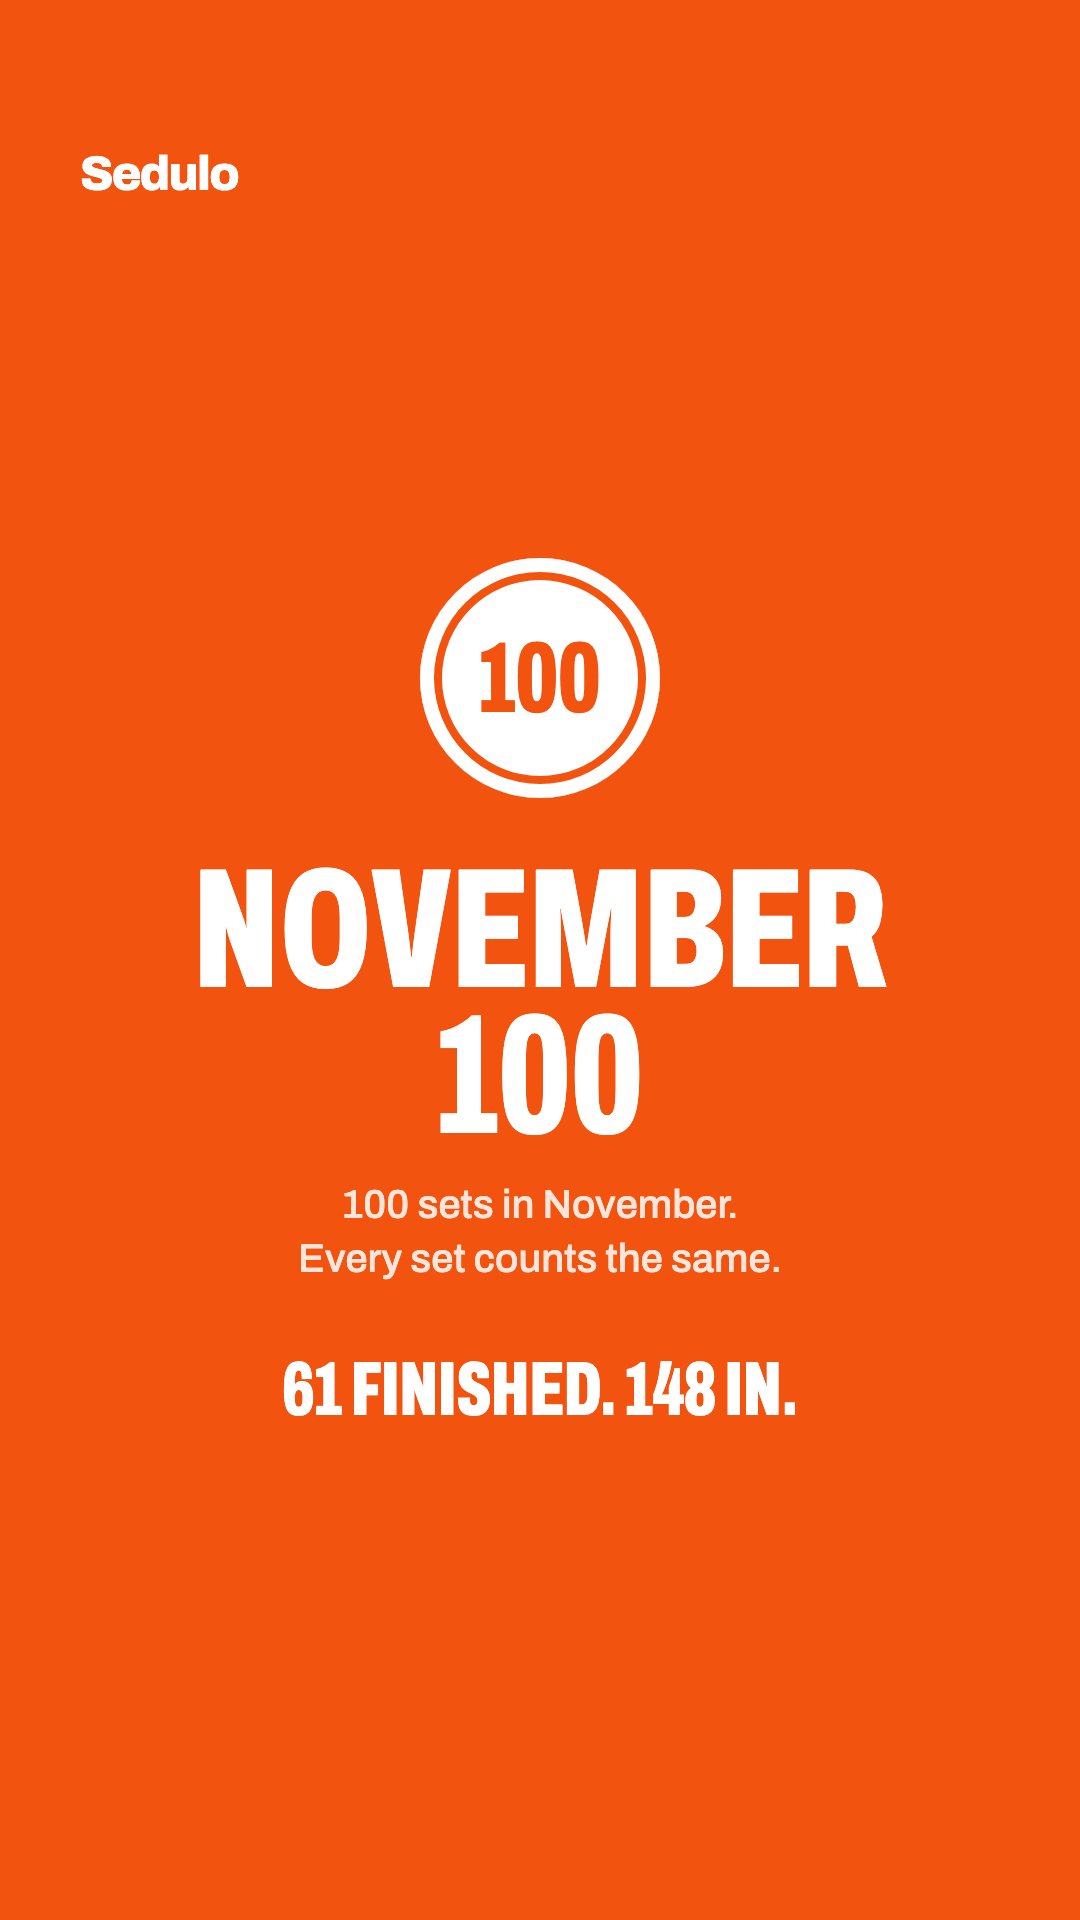 Sedulo
100
NOVEMBER
100
100 sets in November.
Every set counts the same.
61 FINISHED. 148 IN.